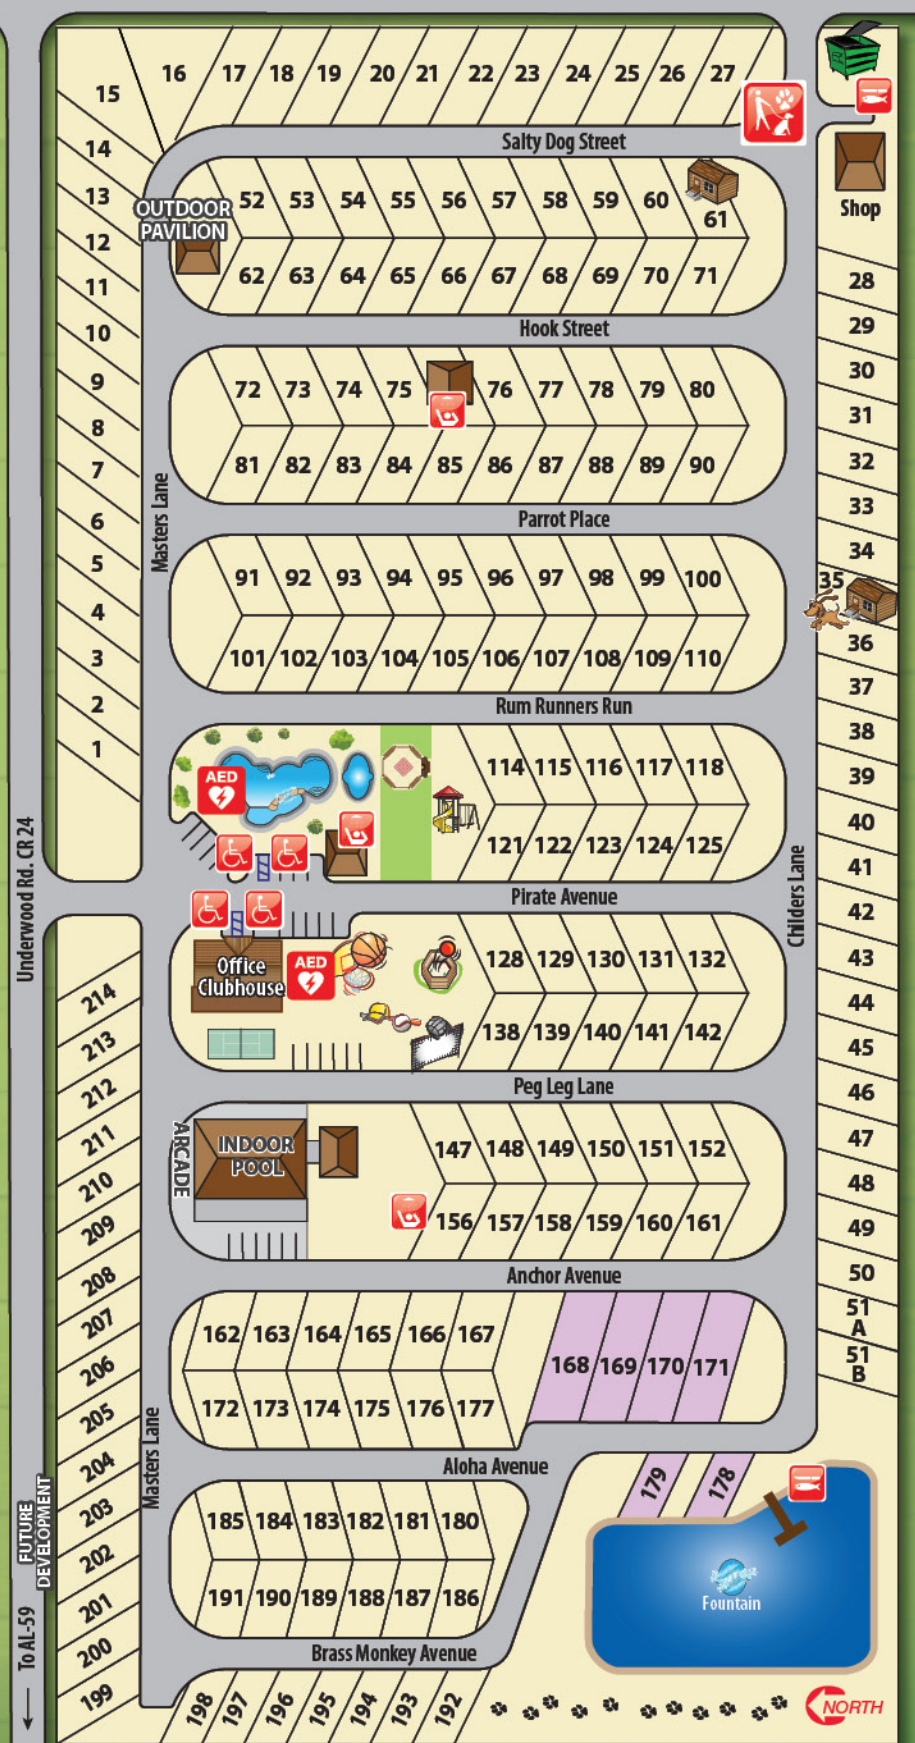 16 17 18 19 20 21 22 23 24 25 26 27
15
14
Salty Dog Street
13
OUTDOOR
PAVILION
52 53 54 55 56 57 58 59 60
61
Shop
12
62 63 64 65 66 67 68 69 70 71
11
28
Hook Street
29
10
30
9
72 73 74 75 76 77 78 79 80
31
8
81 82 83 84 85 86 87 88 89 90
32
7
Masters Lane
33
6
Parrot Place
34
5
91 92 93 94 95 96 97 98 99 100
35
4
36
3
101 102 103 104 105 106 107 108 109 110
37
2
Rum Runners Run
38
1
AED
114 115 116 117 118
39
40
121 122 123 124 125
41
Underwood Rd. CR 24
Pirate Avenue
Childers Lane
42
Office
Clubhouse
AED
128 129 130 131 132
43
214
44
213
138 139 140 141 142
45
212
Peg Leg Lane
46
211
ARCADE
INDOOR
POOL
147 148 149 150 151 152
47
210
48
209
156 157 158 159 160 161
49
208
Anchor Avenue
50
207
51
A
162 163 164 165 166 167
206
168 169 170 171
51
B
205
172 173 174 175 176 177
204
Masters Lane
Aloha Avenue
179 178
FUTURE
DEVELOPMENT
203
185 184 183 182 181 180
202
201
191 190 189 188 187 186
Fountain
To AL-59
200
Brass Monkey Avenue
199
198 197 196 195 194 193 192
NORTH